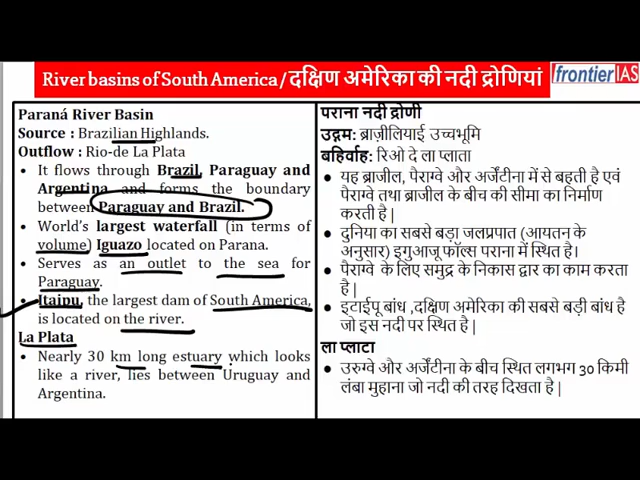 River basins of South America / दक्षिण अमेरिका की नदी द्रोणियां
frontierIAS
Paraná River Basin
Source : Brazilian Highlands.
Outflow : Rio-de La Plata
• It flows through Brazil, Paraguay and
Argentina and forms the boundary
between Paraguay and Brazil.
• World's largest waterfall (in terms of
volume) Iguazo located on Parana.
• Serves as an outlet to the sea for
Paraguay.
• Itaipu, the largest dam of South America,
is located on the river.
La Plata
• Nearly 30 km long estuary which looks
like a river, lies between Uruguay and
Argentina.
पराना नदी द्रोणी
उद्गम: ब्राज़ीलियाई उच्चभूमि
बहिर्वाह: रिओ दे ला प्लाता
• यह ब्राजील, पैराग्वे और अर्जेंटीना में से बहती है एवं
पैराग्वे तथा ब्राजील के बीच की सीमा का निर्माण
करती है |
• दुनिया का सबसे बड़ा जलप्रपात (आयतन के
अनुसार) इगुआजू फॉल्स पराना में स्थित है।
• पैराग्वे के लिए समुद्र के निकास द्वार का काम करता
है |
• इटाईपू बांध ,दक्षिण अमेरिका की सबसे बड़ी बांध है
जो इस नदी पर स्थित है |
ला प्लाटा
• उरुग्वे और अर्जेंटीना के बीच स्थित लगभग 30 किमी
लंबा मुहाना जो नदी की तरह दिखता है |